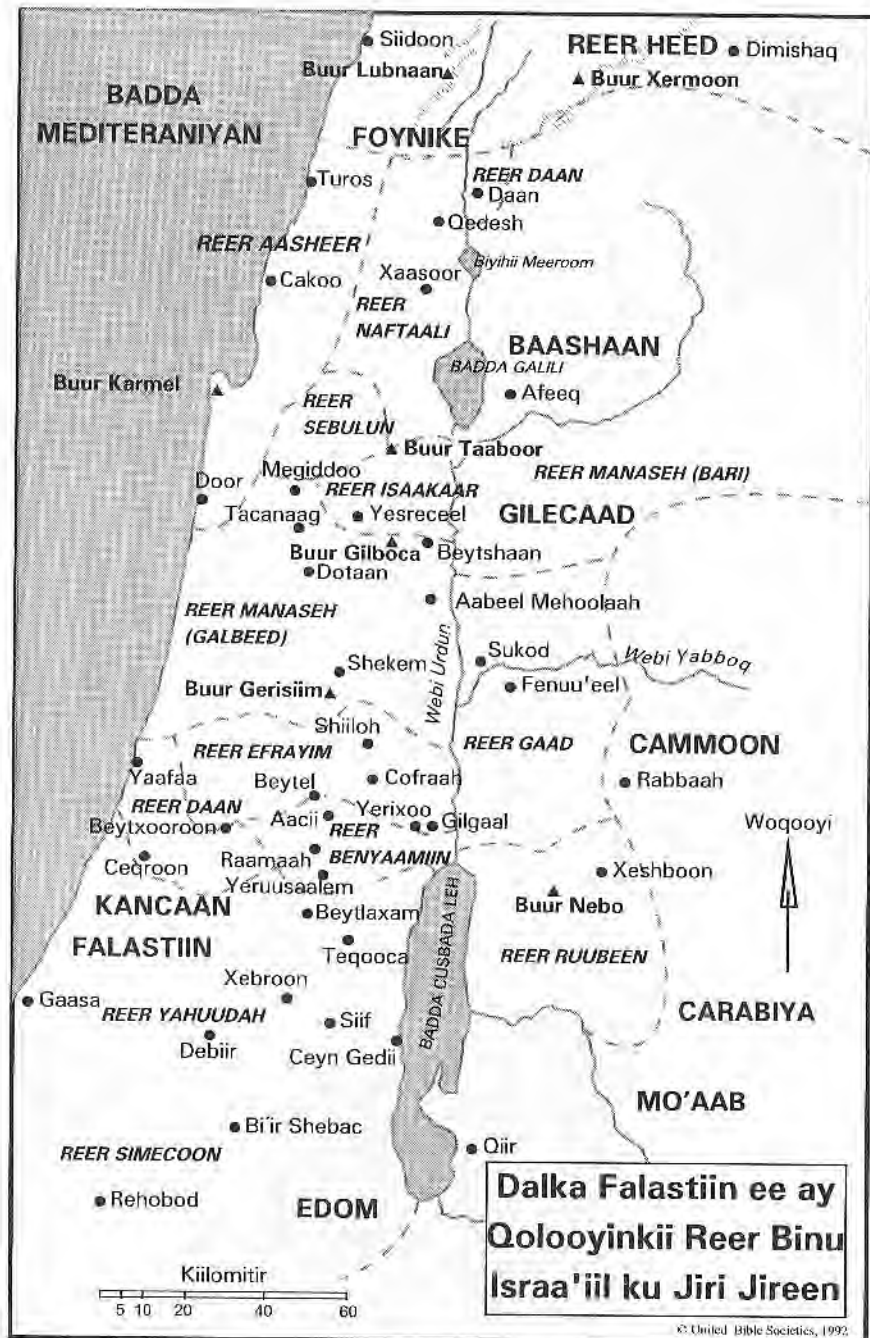 Siidoon
REER HEED
Dimishaq
Buur Lubnaan
Buur Xermoon
BADDA
MEDITERANIYAN
FOYNIKE
REER DAAN
Turos
Daan
Qedesh
REER AASHEER
Biyihii Meeroom
Cakoo
Xaasoor
REER
NAFTAALI
BAASHAAN
BADDA GALILI
Buur Karmel
Afeeq
REER
SEBULUN
Buur Taaboor
Megiddoo
REER MANASEH (BARI)
Door
REER ISAAKAAR
Tacanaag
Yesreceel
GILECAAD
Buur Gilboca
Beytshaan
Dotaan
Aabeel Mehoolaah
REER MANASEH
(GALBEED)
Webi Urdun
Sukod
Webi Yabboq
Shekem
Buur Gerisiim
Fenuu'eel
Shiiloh
REER EFRAYIM
REER GAAD
CAMMOON
Yaafaa
Cofraah
Rabbaah
Beytel
REER DAAN
Aacii
Yerixoo
Gilgaal
Beytxooroon
REER
BENYAAMIIN
Woqooyi
Ceqroon
Raamaah
Yeruusaalem
Xeshboon
Buur Nebo
KANCAAN
Beytlaxam
FALASTIIN
Teqooca
BADDA CUSBADA LEH
REER RUUBEEN
Xebroon
Gaasa
REER YAHUUDAH
Siif
CARABIYA
Debiir
Ceyn Gedii
MO'AAB
Bi'ir Shebac
Qiir
REER SIMECOON
Rehobod
EDOM
Dalka Falastiin ee ay
Qolooyinkii Reer Binu
Israa'iil ku Jiri Jireen
Kiilomitir
5 10 20 40 60
© United Bible Societies, 1992